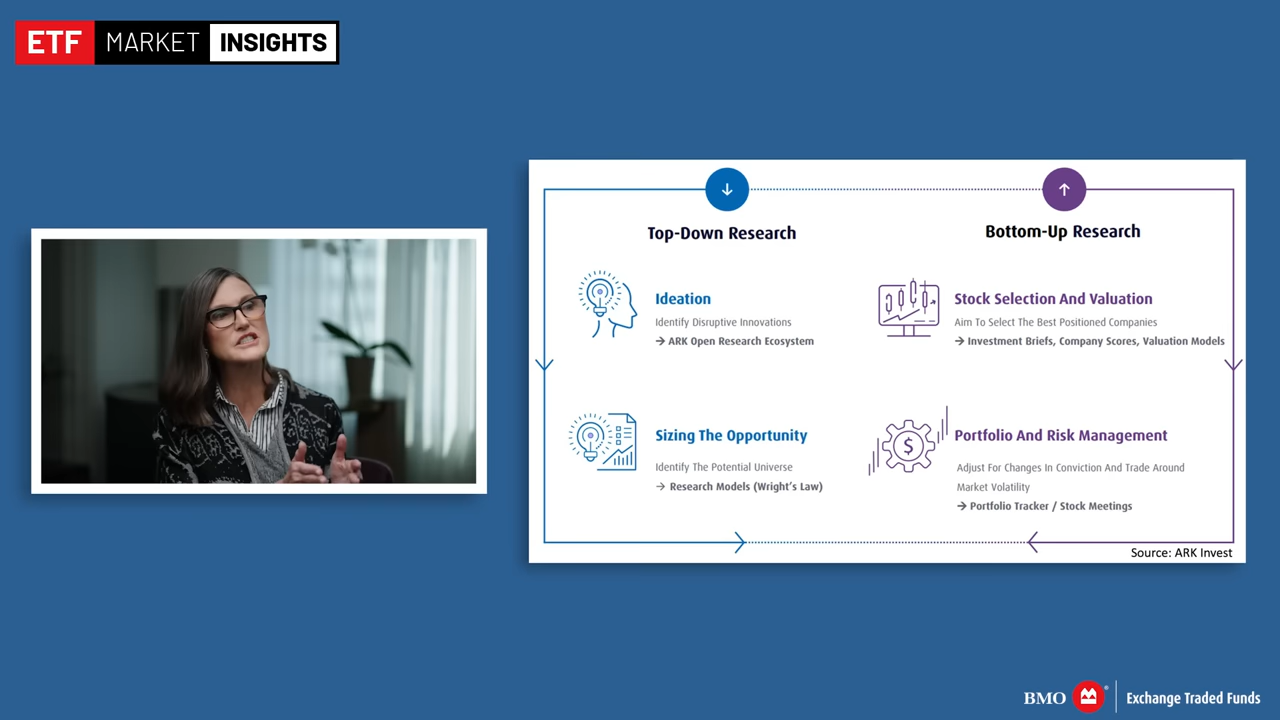 ETF MARKET INSIGHTS
Top-Down Research
Ideation
Identify Disruptive Innovations
→ ARK Open Research Ecosystem
Sizing The Opportunity
Identify The Potential Universe
→ Research Models (Wright's Law)
Bottom-Up Research
Stock Selection And Valuation
Aim To Select The Best Positioned Companies
→ Investment Briefs, Company Scores, Valuation Models
Portfolio And Risk Management
Adjust For Changes In Conviction And Trade Around
Market Volatility
→ Portfolio Tracker / Stock Meetings
Source: ARK Invest
BMO Exchange Traded Funds